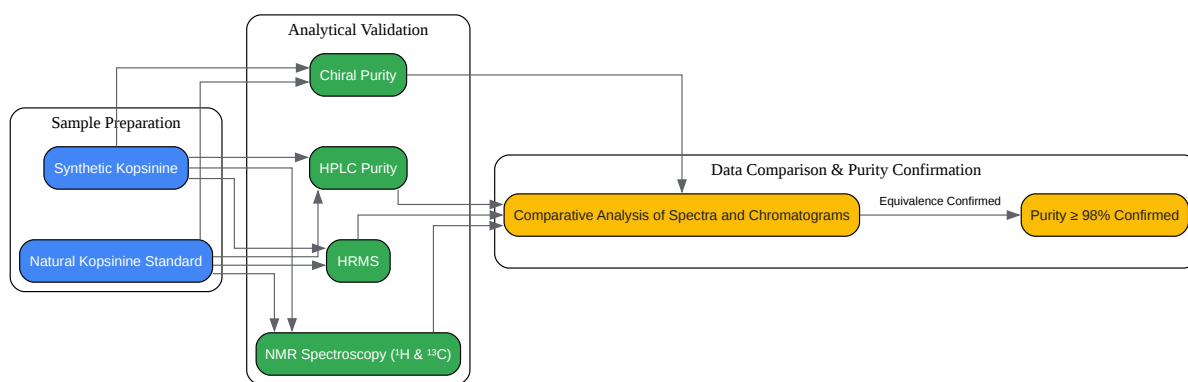 Analytical Validation
Chiral Purity
Sample Preparation
Synthetic Kopsinine
HPLC Purity
Data Comparison & Purity Confirmation
Comparative Analysis of Spectra and Chromatograms
Equivalence Confirmed
Purity ≥ 98% Confirmed
Natural Kopsinine Standard
HRMS
NMR Spectroscopy (¹H & ¹³C)